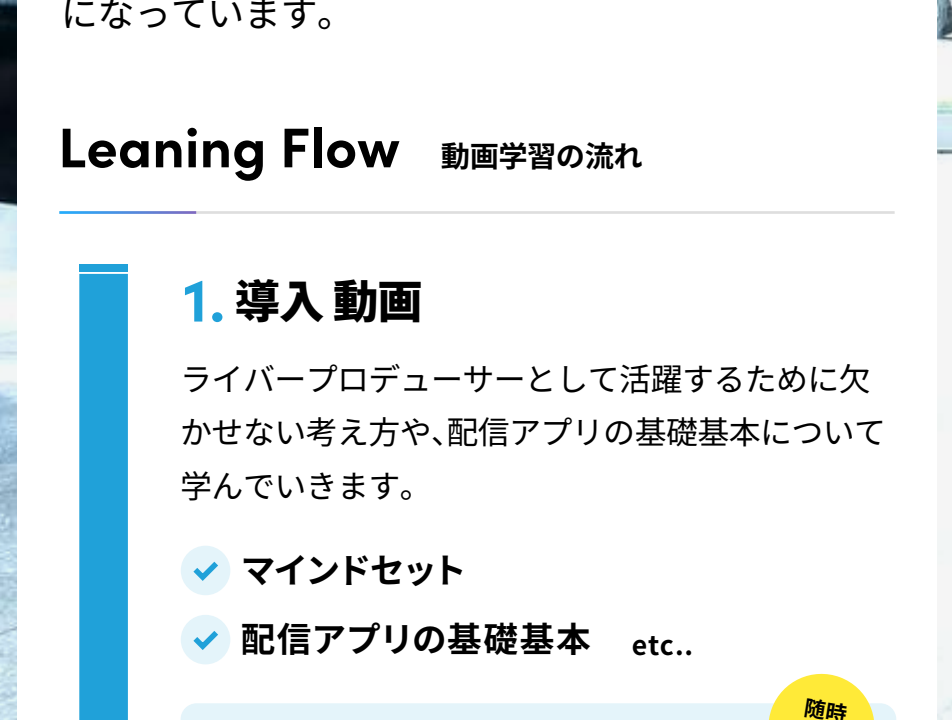 になっています。
Leaning Flow 動画学習の流れ
1. 導入 動画
ライバープロデューサーとして活躍するために欠
かせない考え方や、配信アプリの基礎基本について
学んでいきます。
マインドセット
配信アプリの基礎基本 etc..
随時